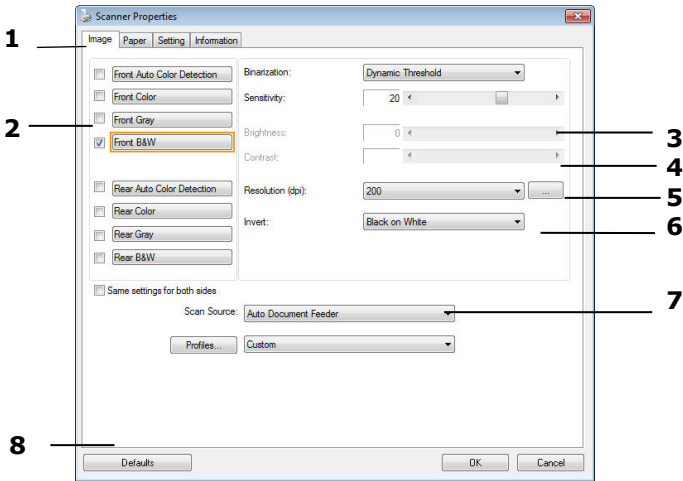 Scanner Properties
1
Image Paper Setting Information
Front Auto Color Detection
Binarization: Dynamic Threshold
Front Color
Sensitivity: 20
2
Front Gray
3
Brightness: 0
Front B&W
4
Contrast:
Rear Auto Color Detection
Resolution (dpi): 200 ...
5
Rear Color
6
Invert: Black on White
Rear Gray
Rear B&W
Same settings for both sides
7
Scan Source: Auto Document Feeder
Profiles... Custom
8
Defaults OK Cancel